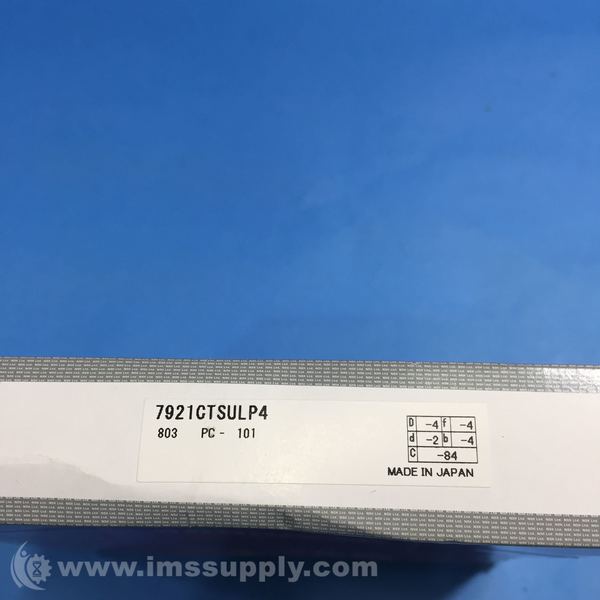 7921CTSULP4
803 PC - 101
D -4 f -4
d -2 b -4
C -84
MADE IN JAPAN
www.imssupply.com